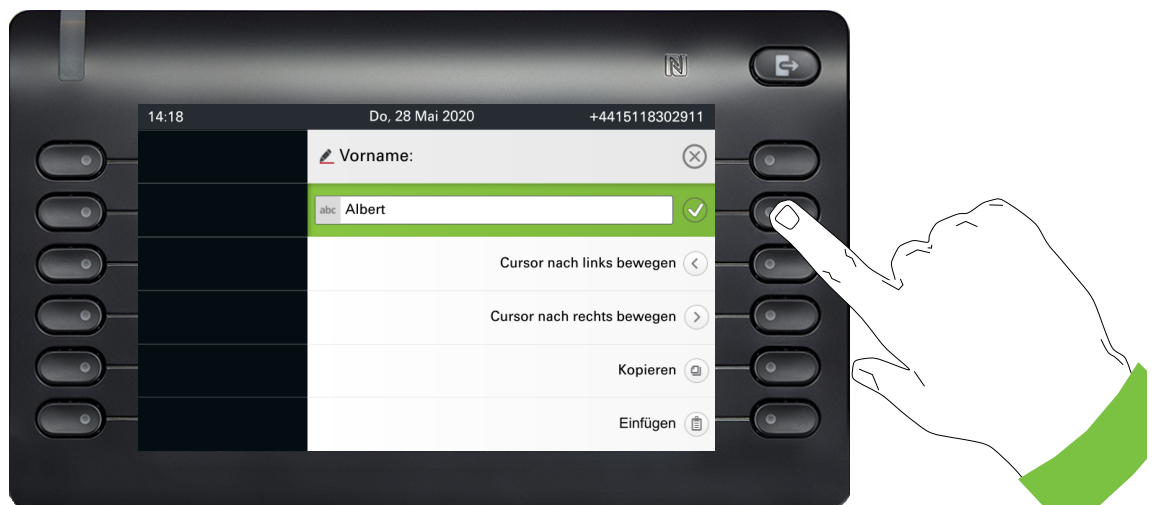 14:18 Do, 28 Mai 2020 +4415118302911
Vorname:
abc Albert
Cursor nach links bewegen
Cursor nach rechts bewegen
Kopieren
Einfügen